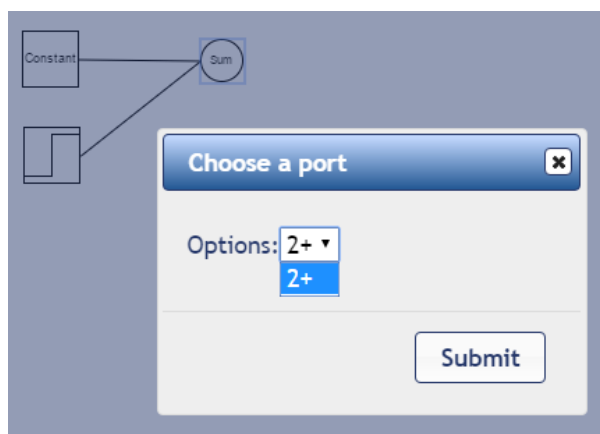 Constant
Sum
Choose a port
Options: 2+
2+
Submit